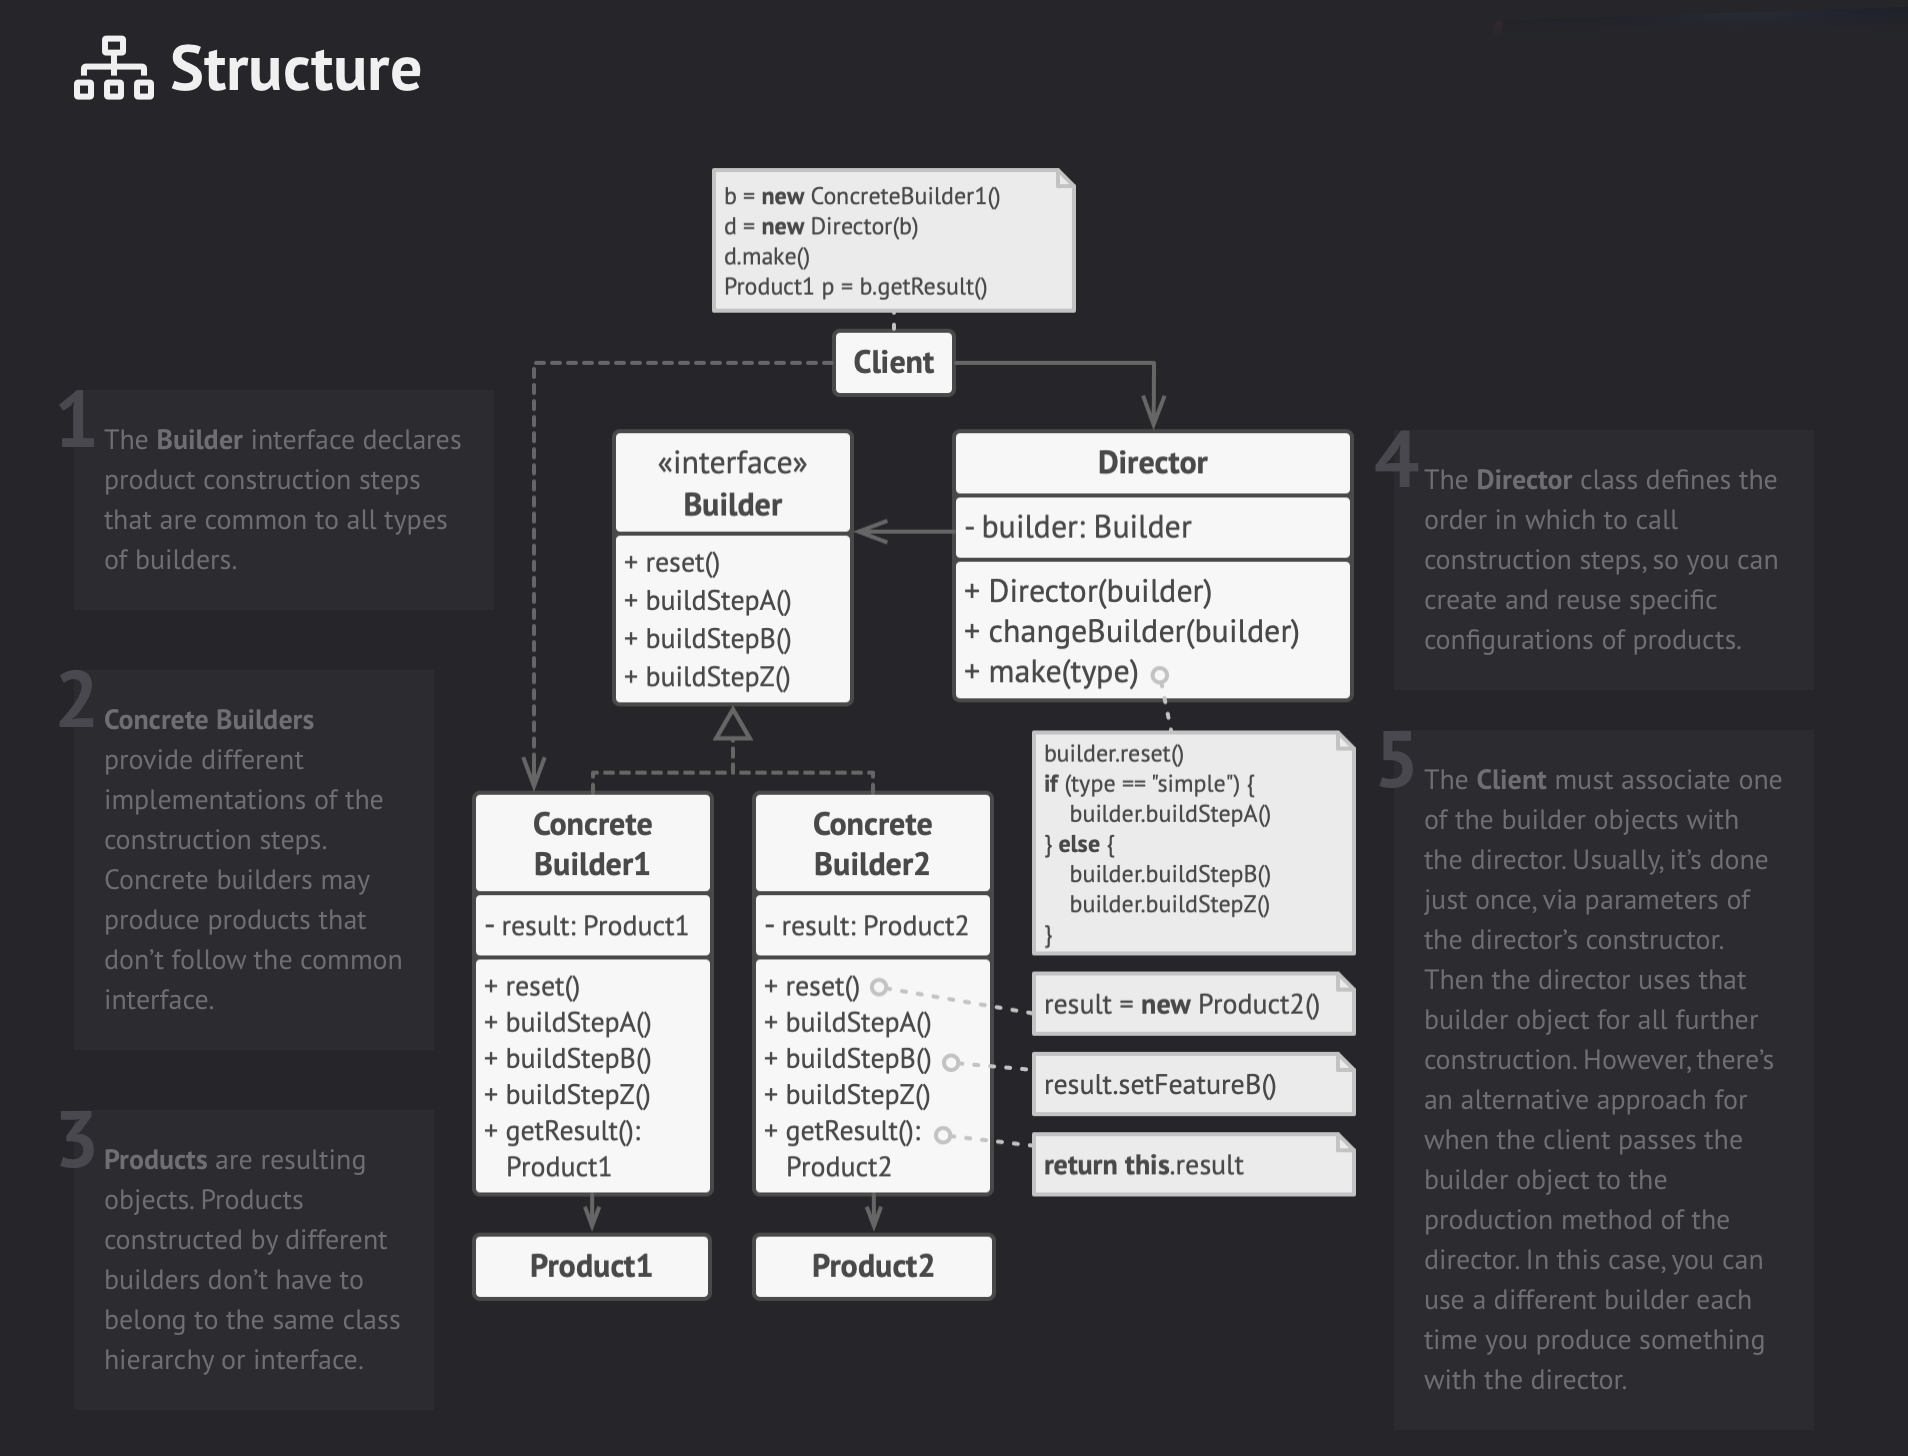 Structure
b = new ConcreteBuilder1()
d = new Director(b)
d.make()
Product1 p = b.getResult()
Client
1
The Builder interface declares
product construction steps
that are common to all types
of builders.
«interface»
Builder
+ reset()
+ buildStepA()
+ buildStepB()
+ buildStepZ()
Director
- builder: Builder
+ Director(builder)
+ changeBuilder(builder)
+ make(type)
4
The Director class defines the
order in which to call
construction steps, so you can
create and reuse specific
configurations of products.
2
Concrete Builders
provide different
implementations of the
construction steps.
Concrete builders may
produce products that
don't follow the common
interface.
Concrete
Builder1
- result: Product1
+ reset()
+ buildStepA()
+ buildStepB()
+ buildStepZ()
+ getResult():
Product1
Concrete
Builder2
- result: Product2
+ reset()
+ buildStepA()
+ buildStepB()
+ buildStepZ()
+ getResult():
Product2
builder.reset()
if (type == "simple") {
builder.buildStepA()
} else {
builder.buildStepB()
builder.buildStepZ()
}
result = new Product2()
result.setFeatureB()
return this.result
5
The Client must associate one
of the builder objects with
the director. Usually, it's done
just once, via parameters of
the director's constructor.
Then the director uses that
builder object for all further
construction. However, there's
an alternative approach for
when the client passes the
builder object to the
production method of the
director. In this case, you can
use a different builder each
time you produce something
with the director.
3
Products are resulting
objects. Products
constructed by different
builders don't have to
belong to the same class
hierarchy or interface.
Product1
Product2